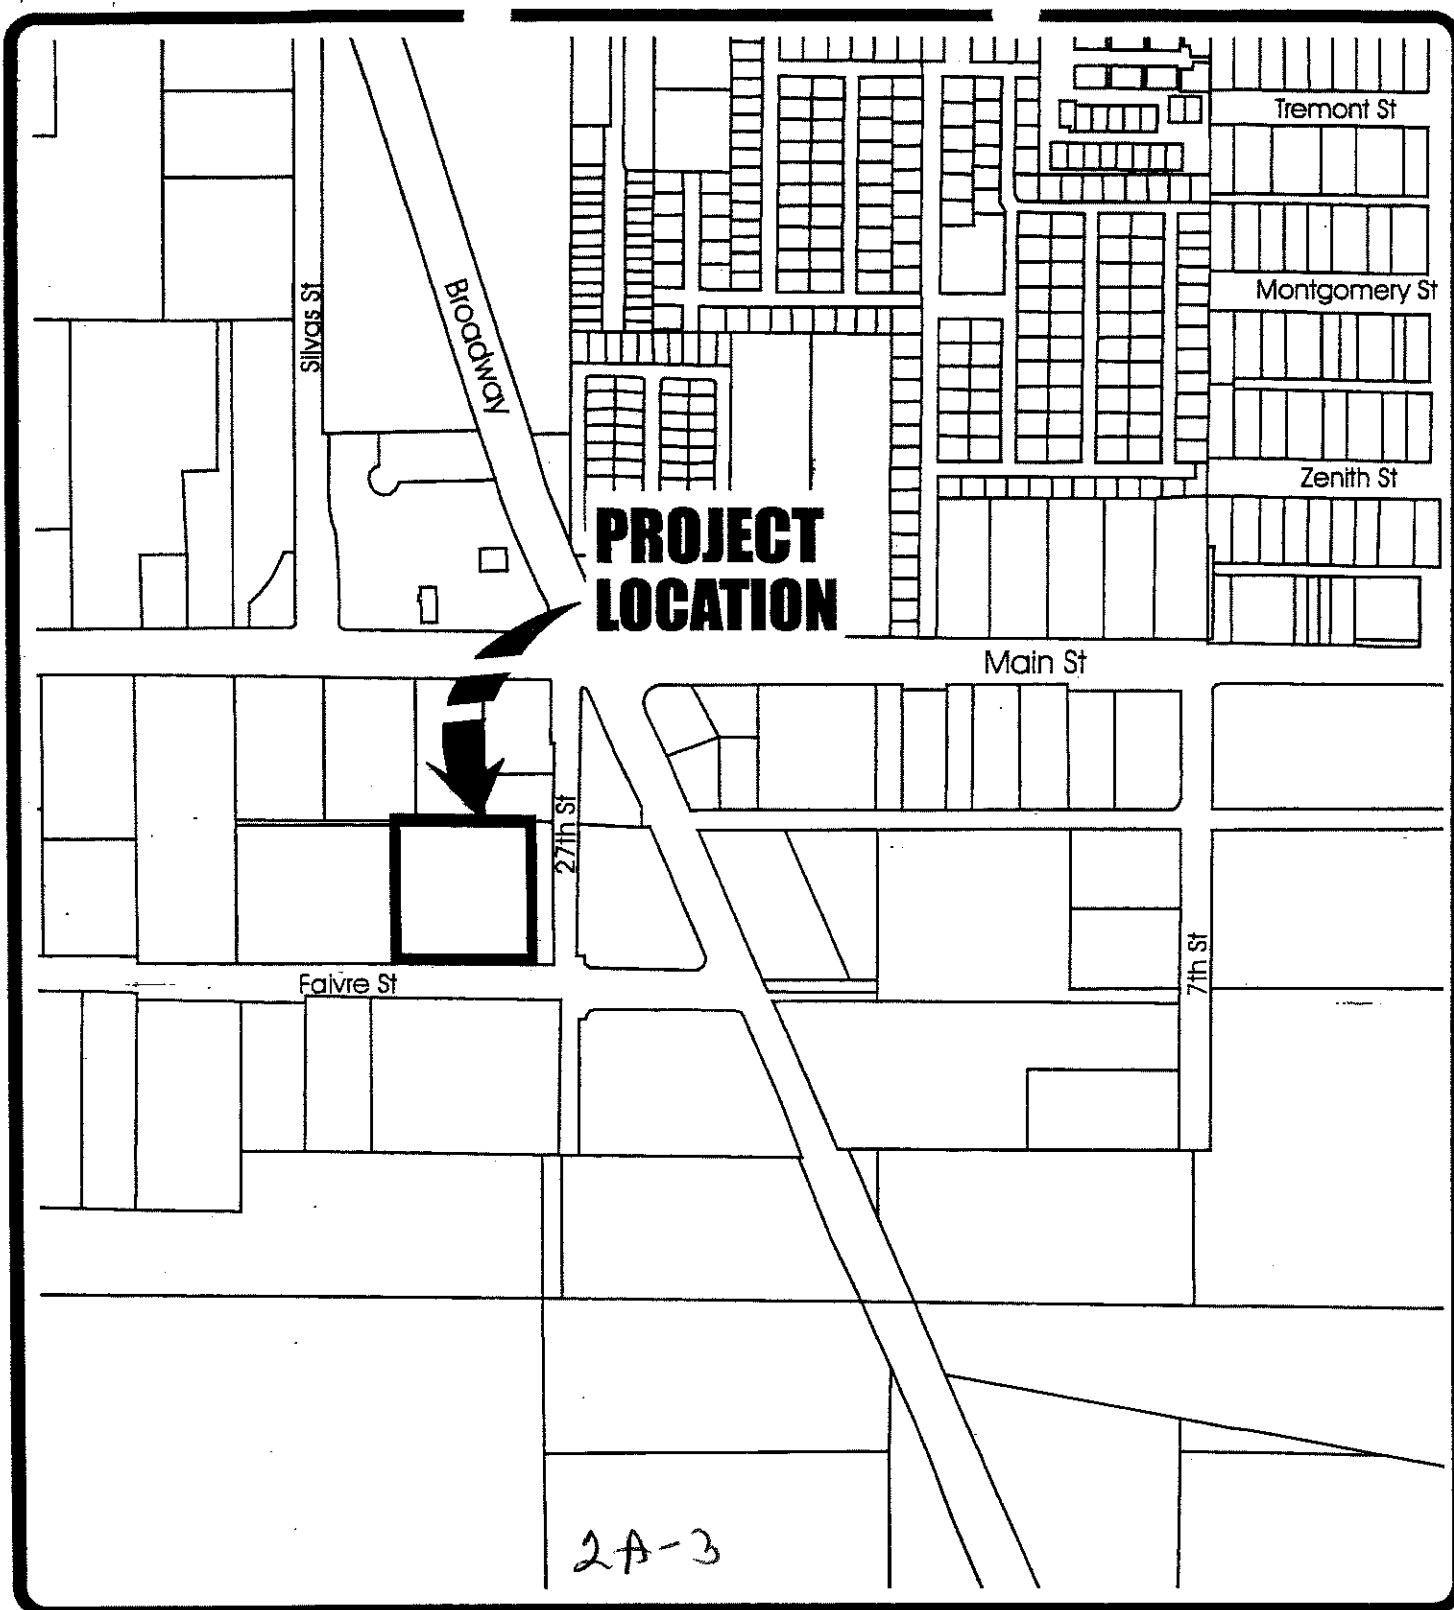 Tremont St
Silvas St
Broadway
Montgomery St
Zenith St
PROJECT
LOCATION
Main St
27th St
7th St
Faivre St
2A-3